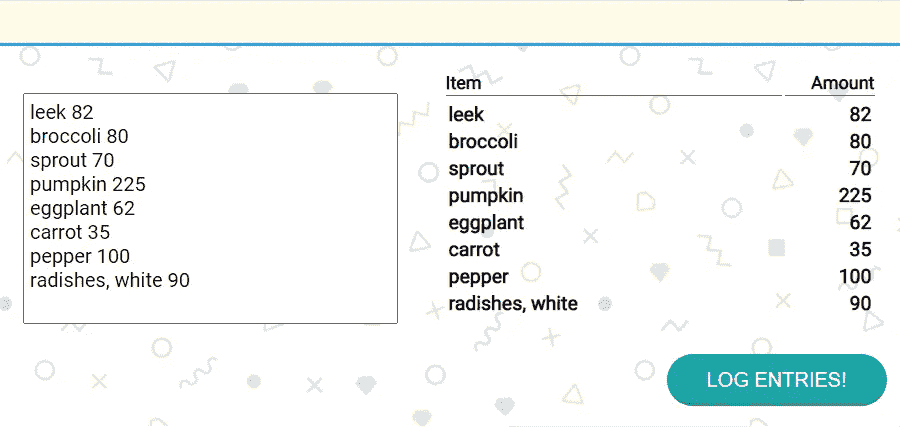 leek 82
broccoli 80
sprout 70
pumpkin 225
eggplant 62
carrot 35
pepper 100
radishes, white 90
Item Amount
leek 82
broccoli 80
sprout 70
pumpkin 225
eggplant 62
carrot 35
pepper 100
radishes, white 90
LOG ENTRIES!